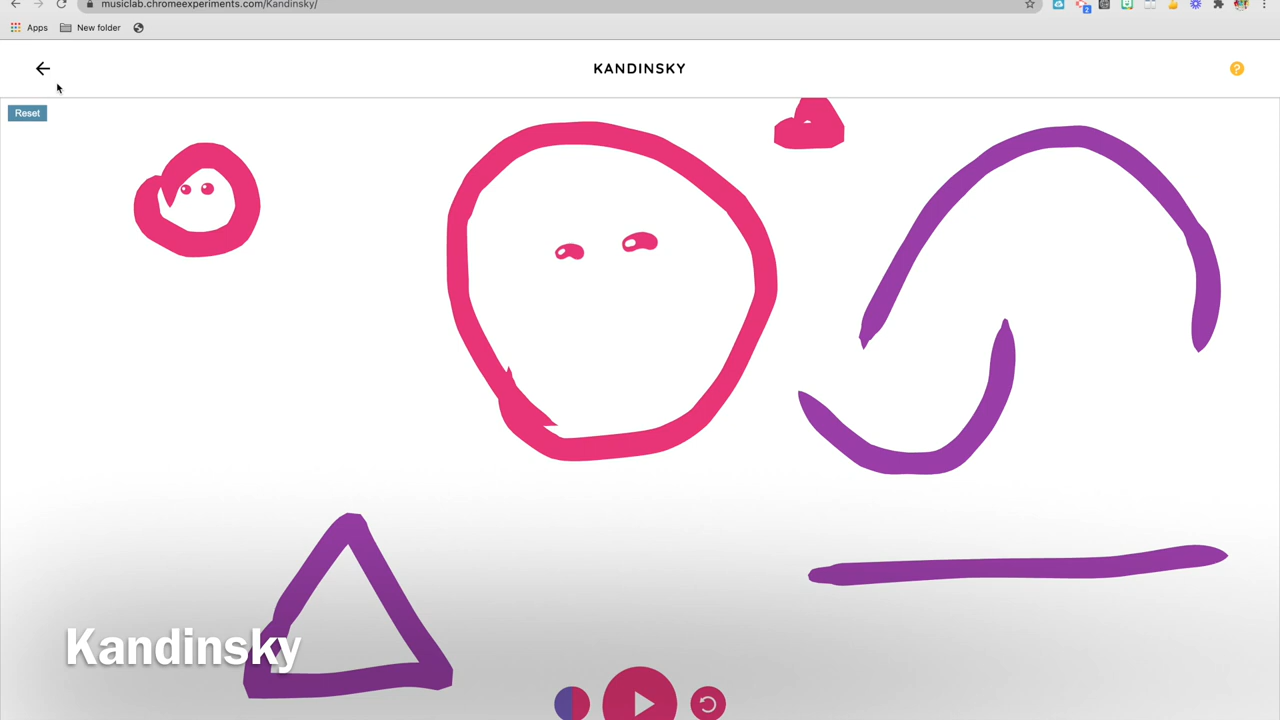 musiclab.chromeexperiments.com/Kandinsky/
Apps New folder
KANDINSKY
?
Reset
Kandinsky